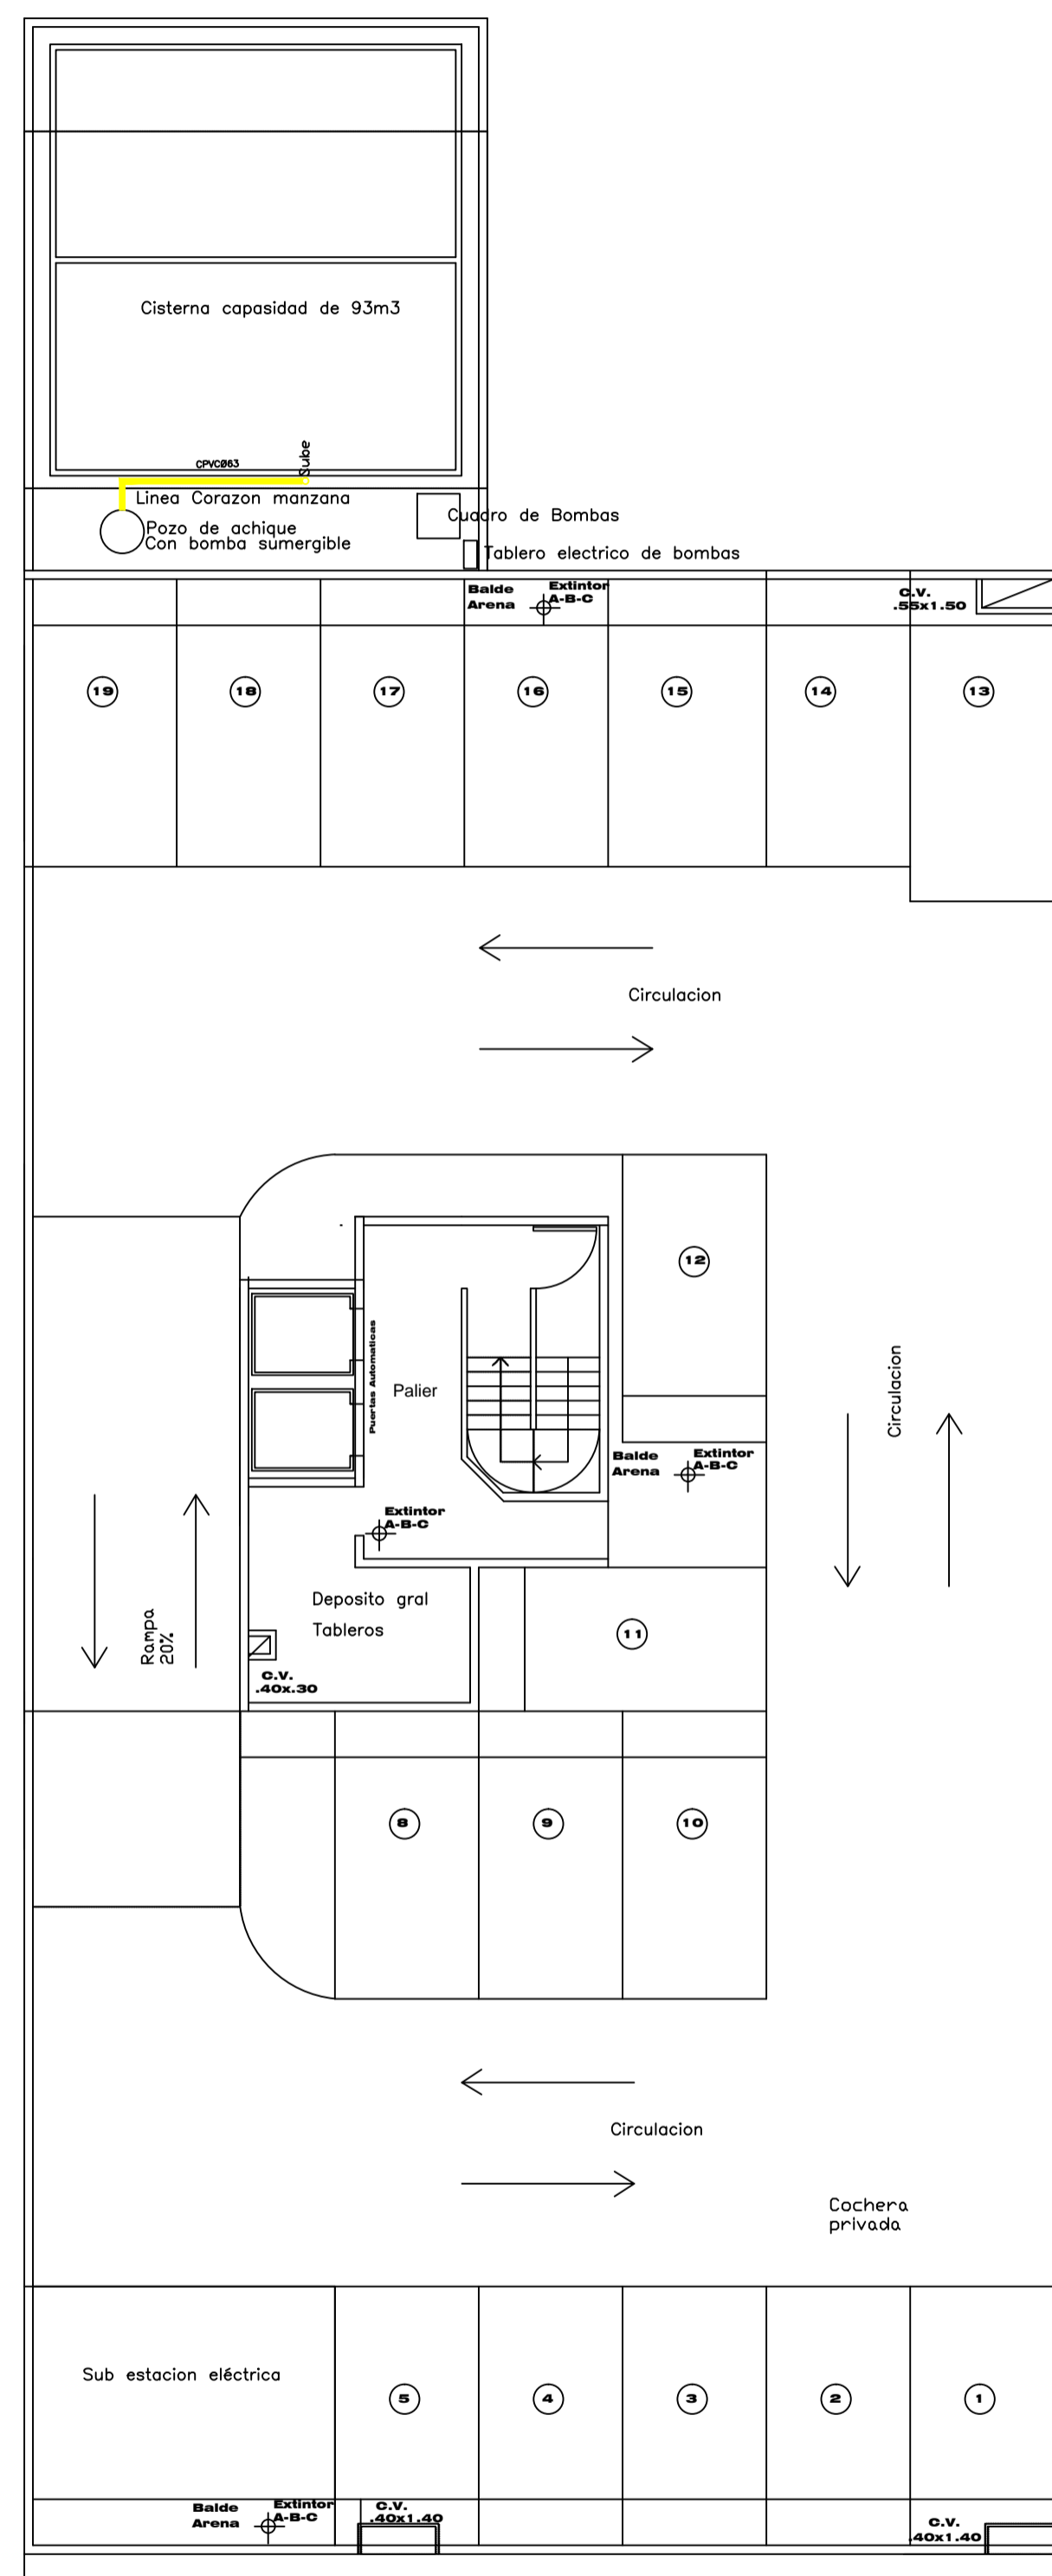 Cisterna capasidad de 93m3
CPVCØ63
Sube
Linea Corazon manzana
Pozo de achique
Con bomba sumergible
Cuadro de Bombas
Tablero electrico de bombas
Balde
Arena
Extintor
A-B-C
C.V.
.55x1.50
19
18
17
16
15
14
13
Circulacion
12
Puertas Automaticas
Palier
Circulacion
Balde
Arena
Extintor
A-B-C
Extintor
A-B-C
Rampa
20%
Deposito gral
Tableros
11
C.V.
.40x.30
8
9
10
Circulacion
Cochera
privada
Sub estacion eléctrica
5
4
3
2
1
Balde
Arena
Extintor
A-B-C
C.V.
.40x1.40
C.V.
.40x1.40